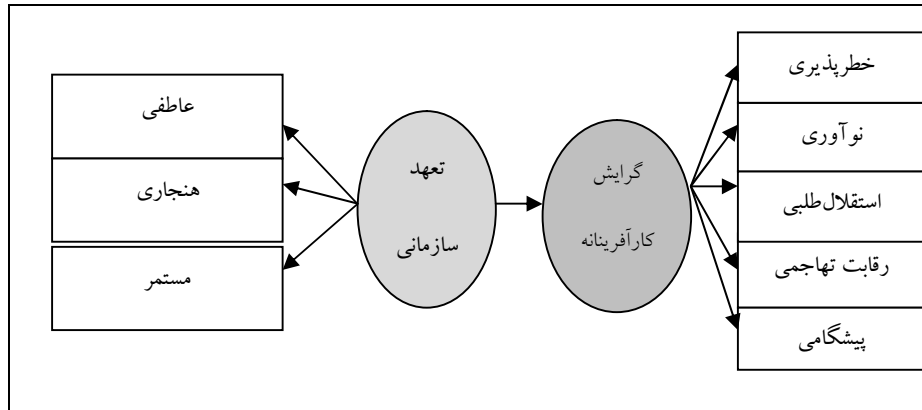 خطرپذیری
نوآوری
استقلال‌طلبی
رقابت تهاجمی
پیشگامی
گرایش
کارآفرینانه
تعهد
سازمانی
عاطفی
هنجاری
مستمر